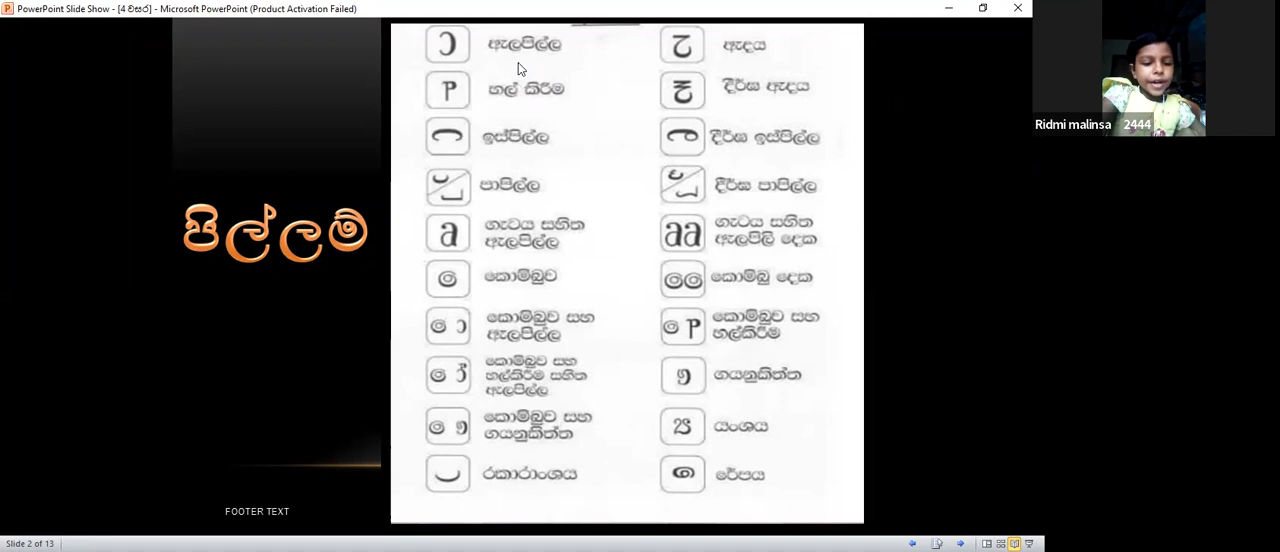 PowerPoint Slide Show - [4 වසර] - Microsoft PowerPoint (Product Activation Failed)
පිල්ලම්
ඇලපිල්ල
ඇදය
හල් කිරීම
දීර්ඝ ඇදය
ඉස්පිල්ල
දීර්ඝ ඉස්පිල්ල
පාපිල්ල
දීර්ඝ පාපිල්ල
ගැටය සහිත
ඇලපිල්ල
ගැටය සහිත
ඇලපිලි දෙක
කොම්බුව
කොම්බු දෙක
කොම්බුව සහ
ඇලපිල්ල
කොම්බුව සහ
හල්කිරීම
කොම්බුව සහ
හල්කිරීම සහිත
ඇලපිල්ල
ගයනුකිත්ත
කොම්බුව සහ
ගයනුකිත්ත
යංශය
රකාරාංශය
රේපය
FOOTER TEXT
Slide 2 of 13
Ridmi malinsa 2444